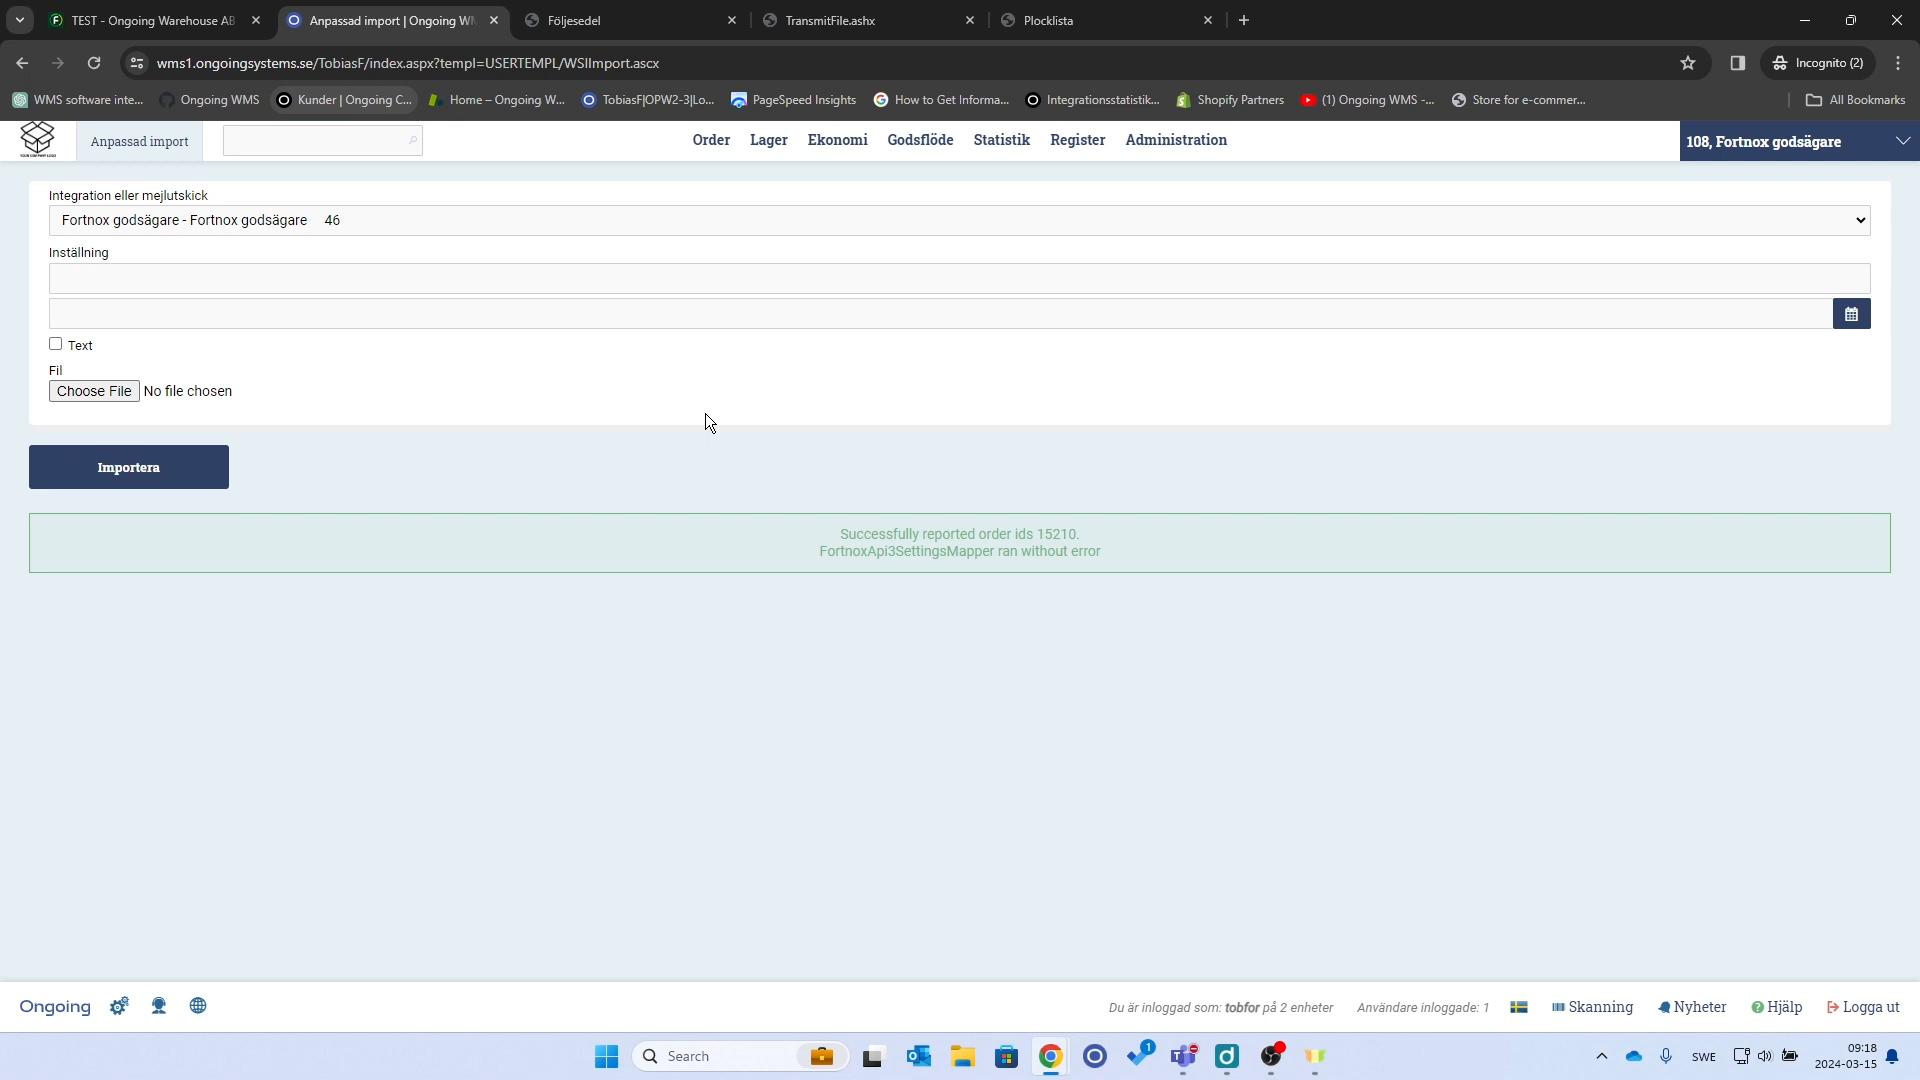 TEST - Ongoing Warehouse AB
Anpassad import | Ongoing WM
Följesedel
TransmitFile.ashx
Plocklista
wms1.ongoingsystems.se/TobiasF/index.aspx?templ=USERTEMPL/WSIImport.ascx
Incognito (2)
WMS software inte...
Ongoing WMS
Kunder | Ongoing C...
Home – Ongoing W...
TobiasF|OPW2-3|Lo...
PageSpeed Insights
How to Get Informa...
Integrationsstatistik...
Shopify Partners
(1) Ongoing WMS -...
Store for e-commer...
All Bookmarks
YOUR COMPANY LOGO
Anpassad import
Order
Lager
Ekonomi
Godsflöde
Statistik
Register
Administration
108, Fortnox godsägare
Integration eller mejlutskick
Fortnox godsägare - Fortnox godsägare 46
Inställning
Text
Fil
Choose File No file chosen
Importera
Successfully reported order ids 15210.
FortnoxApi3SettingsMapper ran without error
Ongoing
Du är inloggad som: tobfor på 2 enheter
Användare inloggade: 1
Skanning
Nyheter
Hjälp
Logga ut
Search
1
SWE
09:18
2024-03-15